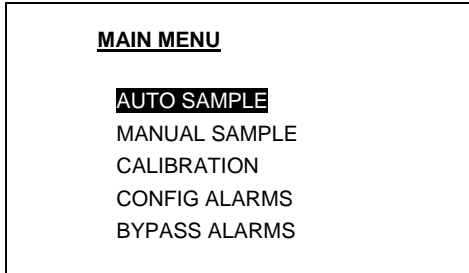 MAIN MENU
AUTO SAMPLE
MANUAL SAMPLE
CALIBRATION
CONFIG ALARMS
BYPASS ALARMS